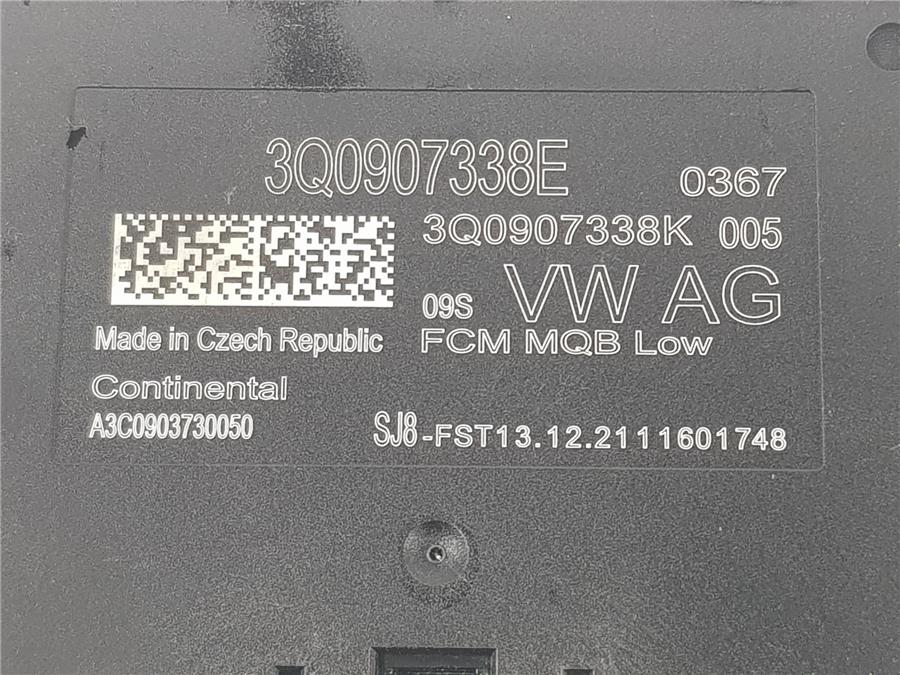 3Q0907338E 0367
3Q0907338K 005
09S VW AG
Made in Czech Republic FCM MQB Low
Continental
A3C0903730050 SJ8-FST13.12.2111601748